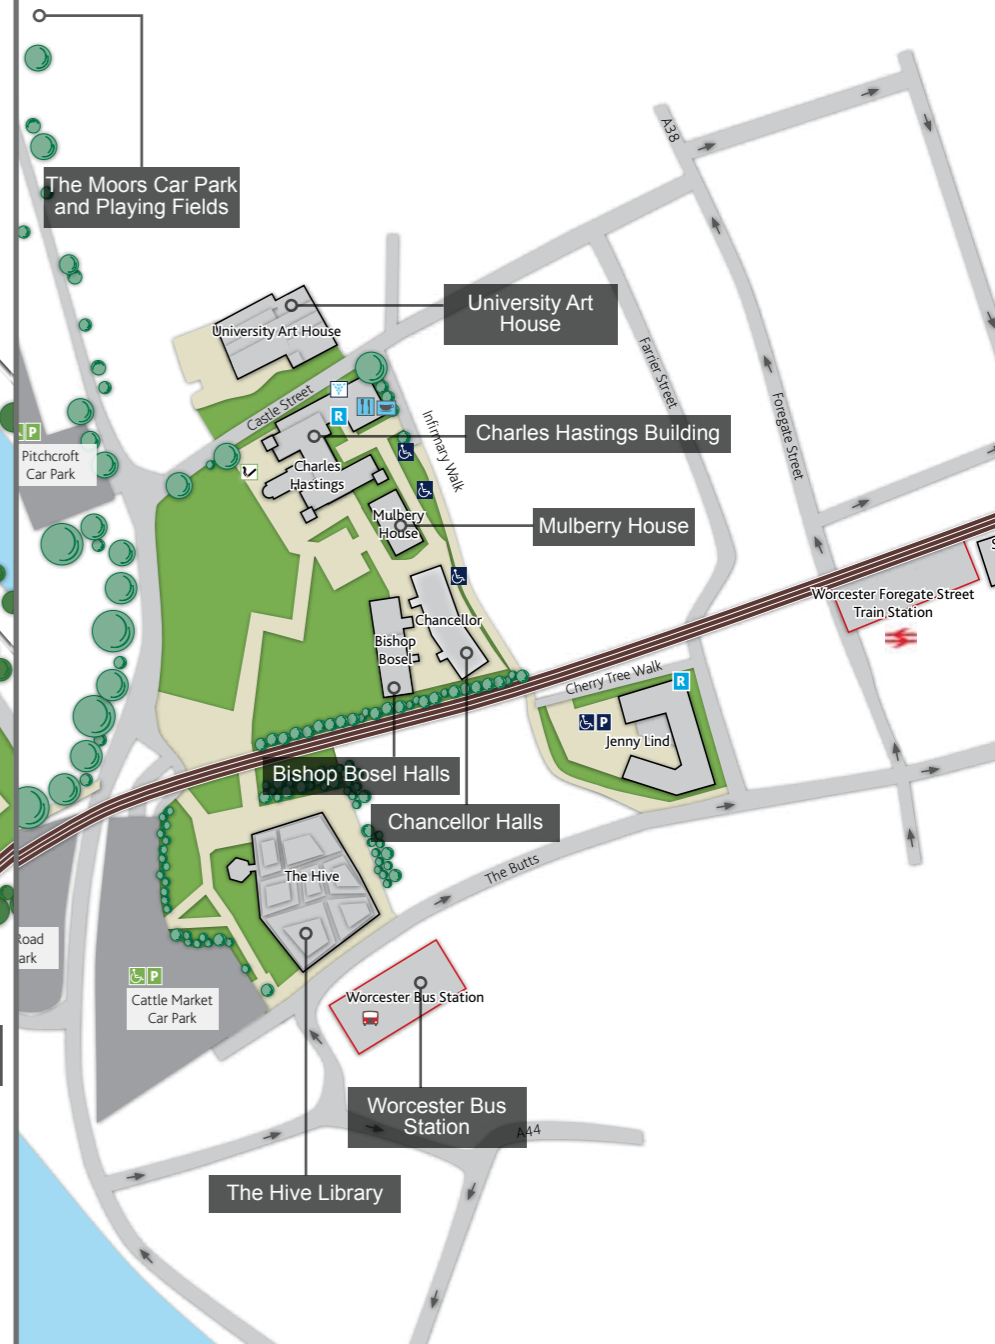 The Moors Car Park
and Playing Fields
A38
University Art
House
University Art House
Farrier Street
Castle Street
Foregate Street
R
Infirmary Walk
Charles Hastings Building
P
Pitchcroft
Car Park
Charles
Hastings
Mulbery
House
Mulberry House
Worcester Foregate Street
Train Station
Chancellor
Bishop
Bosel
Cherry Tree Walk
R
P
Jenny Lind
Bishop Bosel Halls
Chancellor Halls
The Butts
The Hive
Road
ark
P
Cattle Market
Car Park
Worcester Bus Station
Worcester Bus
Station
A44
The Hive Library